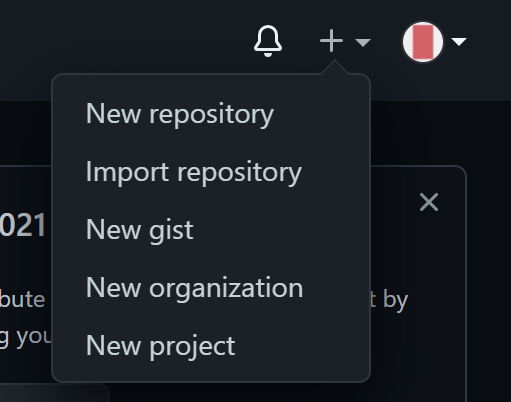 New repository
Import repository
021
New gist
New organization
bute
t by
New project
g you